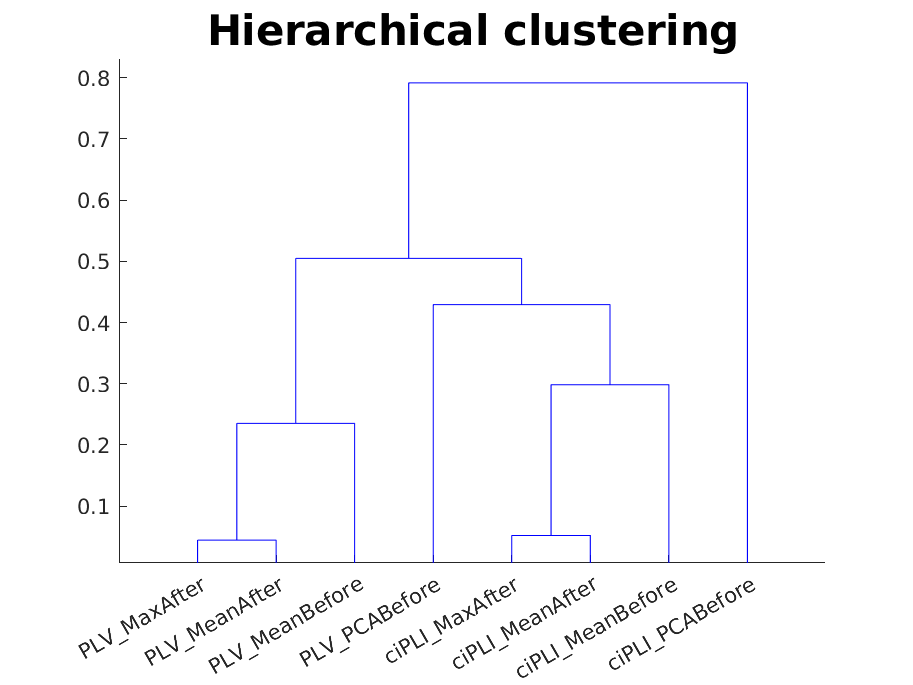 Hierarchical clustering
0.8
0.7
0.6
0.5
0.4
0.3
0.2
0.1
PLV_MaxAfter
PLV_MeanAfter
PLV_MeanBefore
PLV_PCABefore
ciPLI_MaxAfter
ciPLI_MeanAfter
ciPLI_MeanBefore
ciPLI_PCABefore